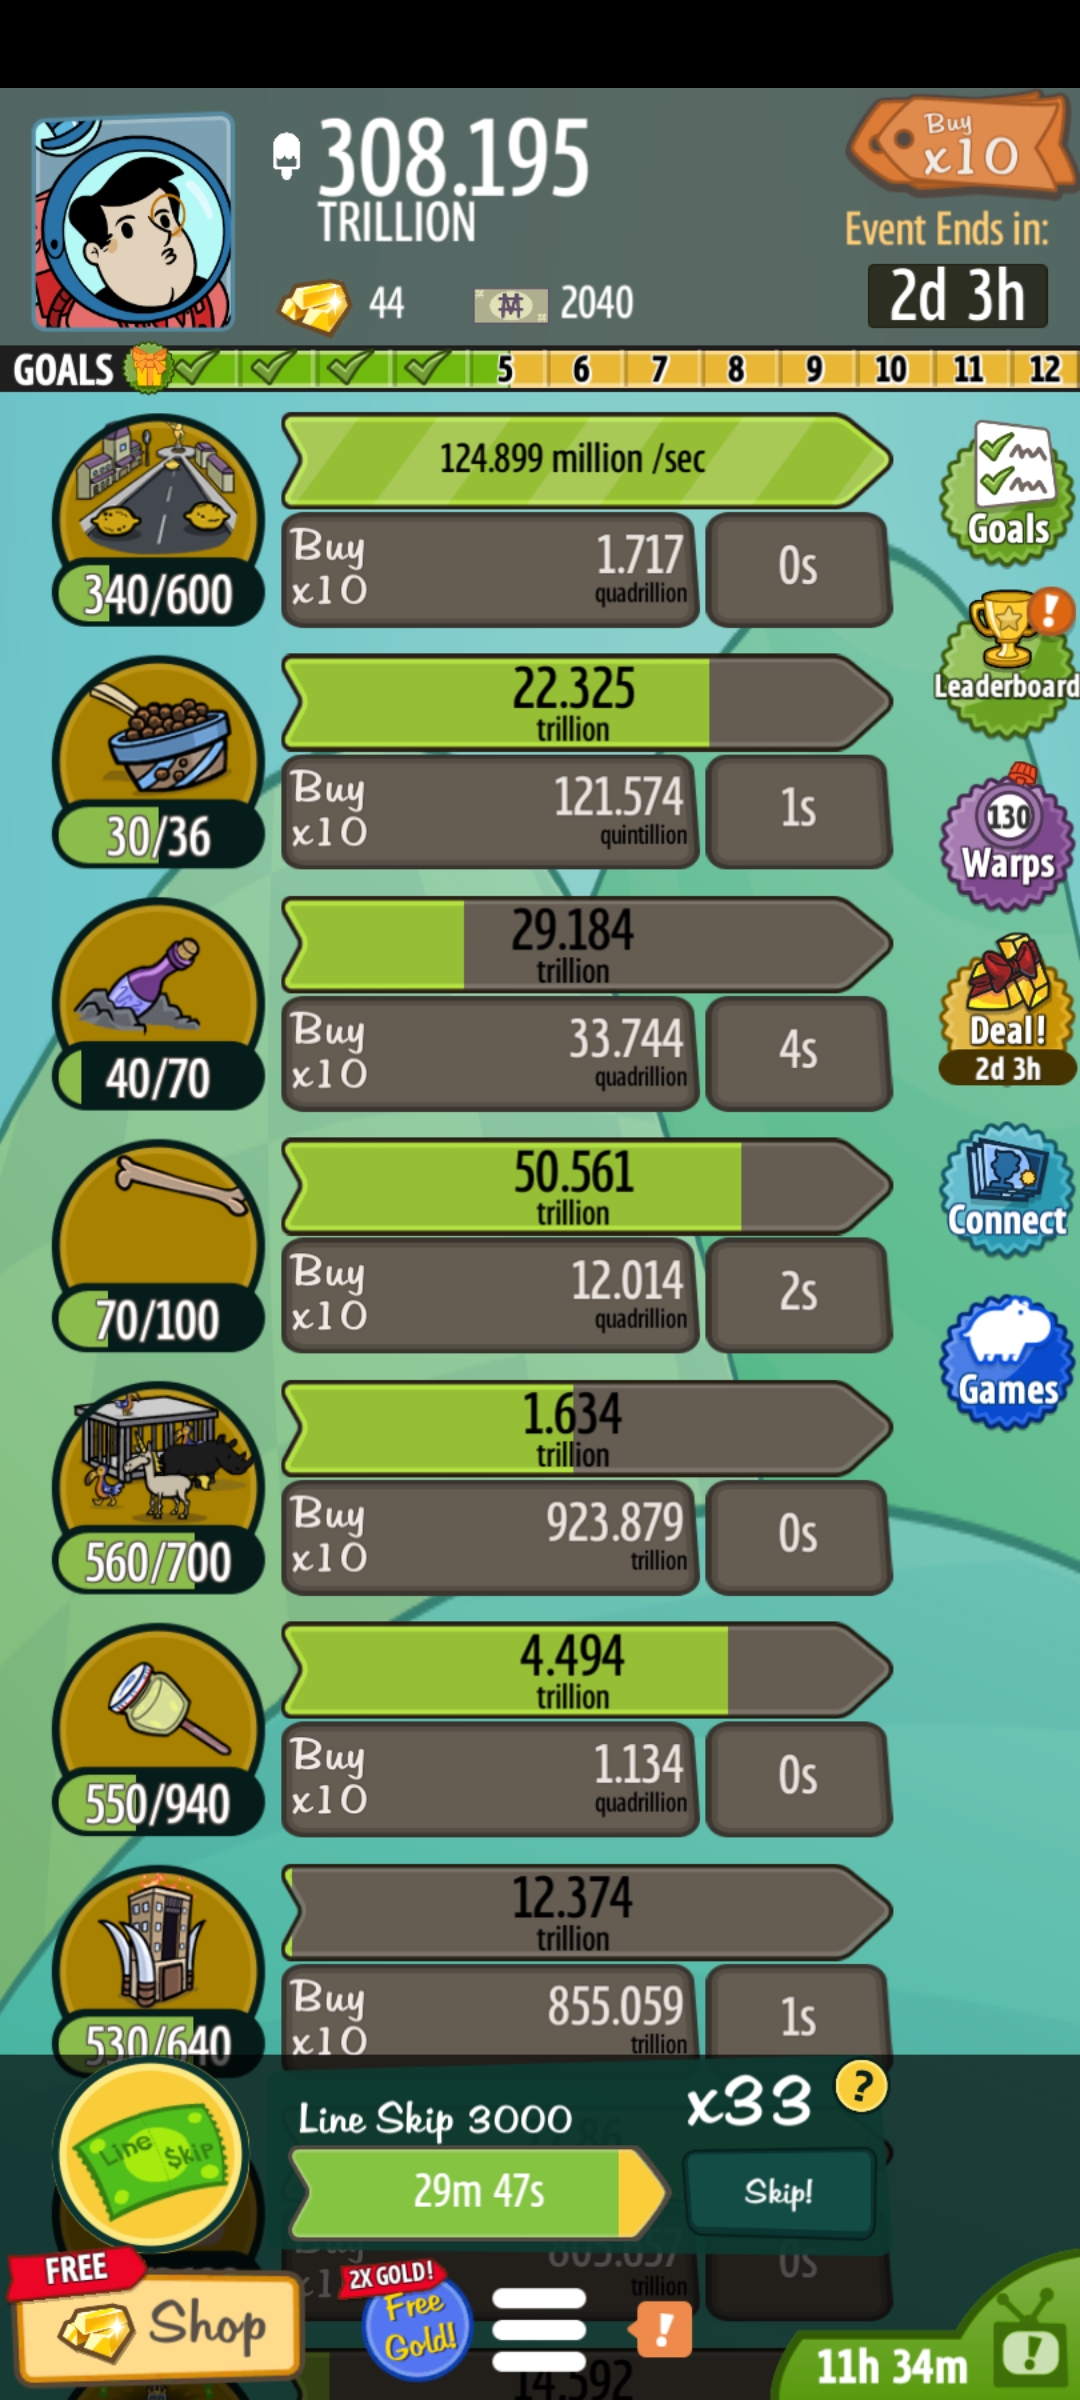 308.195
TRILLION
Buy
x10
Event Ends in:
2d 3h
44
2040
GOALS 5 6 7 8 9 10 11 12
124.899 million /sec
Buy
x10
1.717
quadrillion
0s
340/600
Goals
22.325
trillion
Buy
x10
121.574
quintillion
1s
30/36
Leaderboard
29.184
trillion
Buy
x10
33.744
quadrillion
4s
40/70
130
Warps
50.561
trillion
Buy
x10
12.014
quadrillion
2s
70/100
Deal!
2d 3h
Connect
Games
1.634
trillion
Buy
x10
923.879
trillion
0s
560/700
4.494
trillion
Buy
x10
1.134
quadrillion
0s
550/940
12.374
trillion
Buy
x10
855.059
trillion
1s
530/640
Line Skip
Line Skip 3000
x33
?
29m 47s
Skip!
trillion
0s
FREE
Shop
2X GOLD!
Free
Gold!
!
14.592
11h 34m